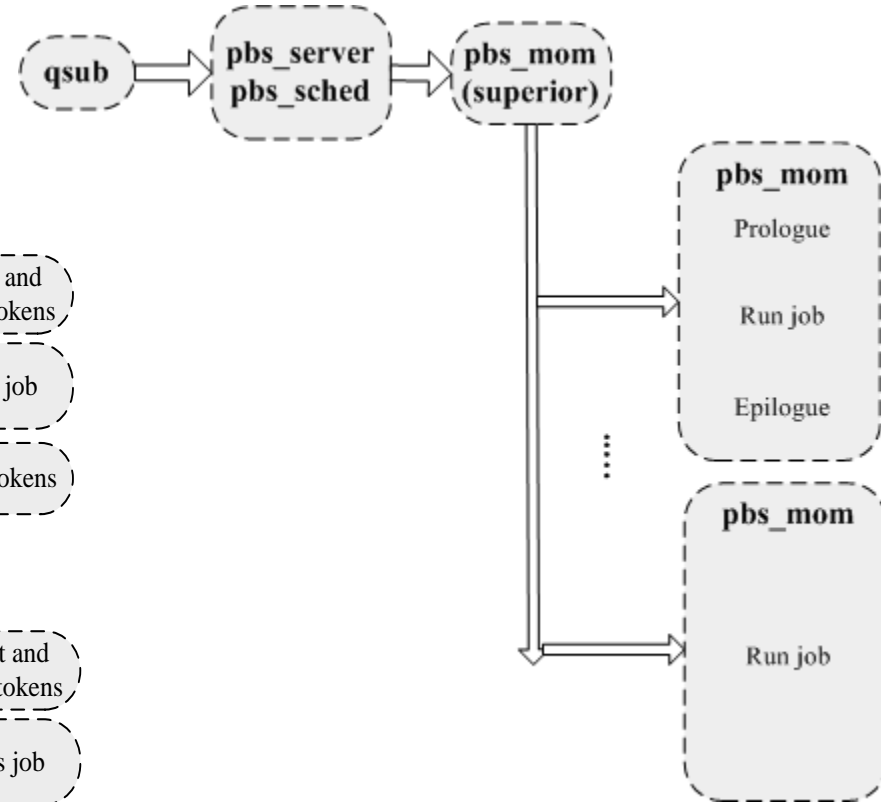 qsub
pbs_server
pbs_sched
pbs_mom
(superior)
pbs_mom
Prologue
Run job
Epilogue
and
okens
job
okens
pbs_mom
Run job
t and
tokens
s job